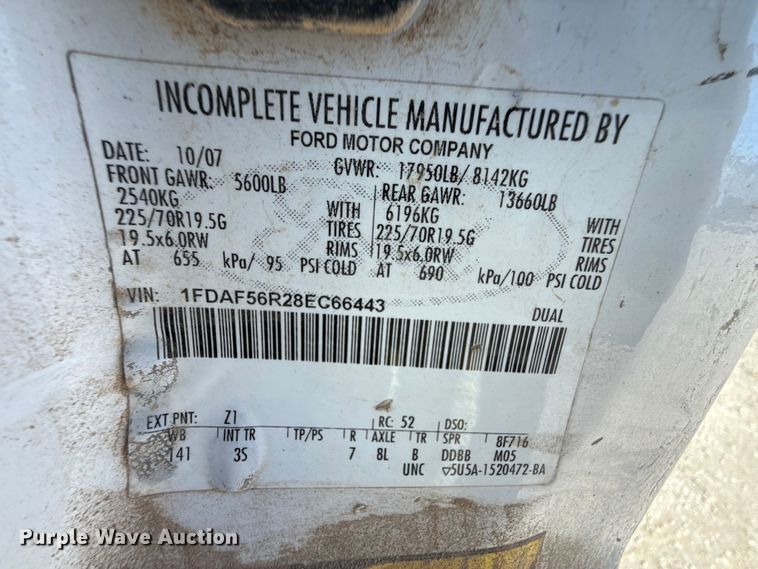 INCOMPLETE VEHICLE MANUFACTURED BY
FORD MOTOR COMPANY
DATE: 10/07 GVWR: 17950LB/ 8142KG
FRONT GAWR: 5600LB REAR GAWR: 13660LB
2540KG WITH 6196KG WITH
225/70R19.5G TIRES 225/70R19.5G TIRES
19.5x6.0RW RIMS 19.5x6.0RW RIMS
AT 655 kPa/ 95 PSI COLD AT 690 kPa/100 PSI COLD
VIN: 1FDAF56R28EC66443 DUAL
EXT PNT: Z1 RC: 52 DSO:
WB INT TR TP/PS R AXLE TR SPR 8F716
141 3S 7 8L B DDBB M05
UNC ▽5U5A-1520472-BA
Purple Wave Auction